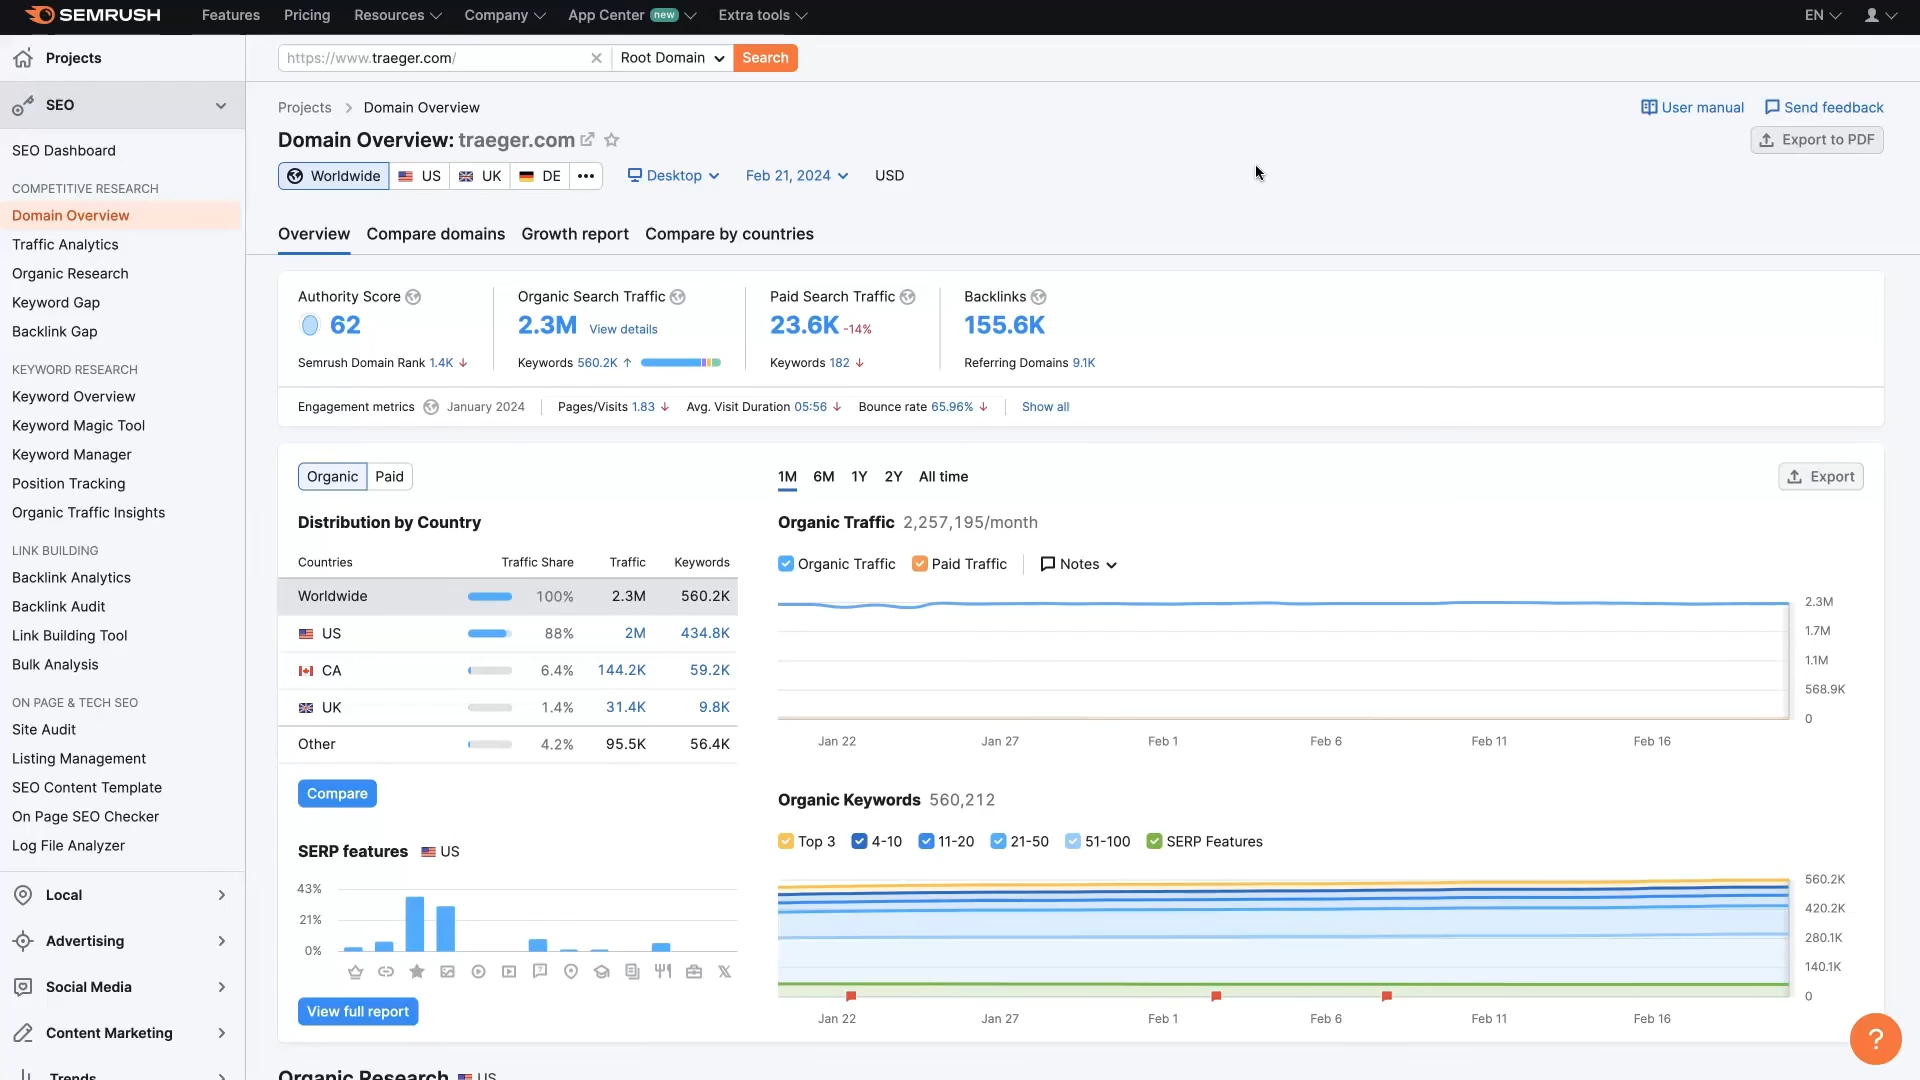 SEMRUSH Features Pricing Resources Company App Center new Extra tools EN
Projects
SEO
SEO Dashboard
COMPETITIVE RESEARCH
Domain Overview
Traffic Analytics
Organic Research
Keyword Gap
Backlink Gap
KEYWORD RESEARCH
Keyword Overview
Keyword Magic Tool
Keyword Manager
Position Tracking
Organic Traffic Insights
LINK BUILDING
Backlink Analytics
Backlink Audit
Link Building Tool
Bulk Analysis
ON PAGE & TECH SEO
Site Audit
Listing Management
SEO Content Template
On Page SEO Checker
Log File Analyzer
Local
Advertising
Social Media
Content Marketing
Trends
https://www.traeger.com/ Root Domain Search
Projects > Domain Overview User manual Send feedback
Domain Overview: traeger.com Export to PDF
Worldwide US UK DE ••• Desktop Feb 21, 2024 USD
Overview Compare domains Growth report Compare by countries
Authority Score Organic Search Traffic Paid Search Traffic Backlinks
62 2.3M View details 23.6K -14% 155.6K
Semrush Domain Rank 1.4K ↓ Keywords 560.2K ↑ Keywords 182 ↓ Referring Domains 9.1K
Engagement metrics January 2024 Pages/Visits 1.83 ↓ Avg. Visit Duration 05:56 ↓ Bounce rate 65.96% ↓ Show all
Organic Paid
Distribution by Country
Countries Traffic Share Traffic Keywords
Worldwide 100% 2.3M 560.2K
US 88% 2M 434.8K
CA 6.4% 144.2K 59.2K
UK 1.4% 31.4K 9.8K
Other 4.2% 95.5K 56.4K
Compare
SERP features US
43%
21%
0%
View full report
1M 6M 1Y 2Y All time Export
Organic Traffic 2,257,195/month
Organic Traffic Paid Traffic Notes
2.3M
1.7M
1.1M
568.9K
0
Jan 22 Jan 27 Feb 1 Feb 6 Feb 11 Feb 16
Organic Keywords 560,212
Top 3 4-10 11-20 21-50 51-100 SERP Features
560.2K
420.2K
280.1K
140.1K
0
Jan 22 Jan 27 Feb 1 Feb 6 Feb 11 Feb 16
?
Organic Research US